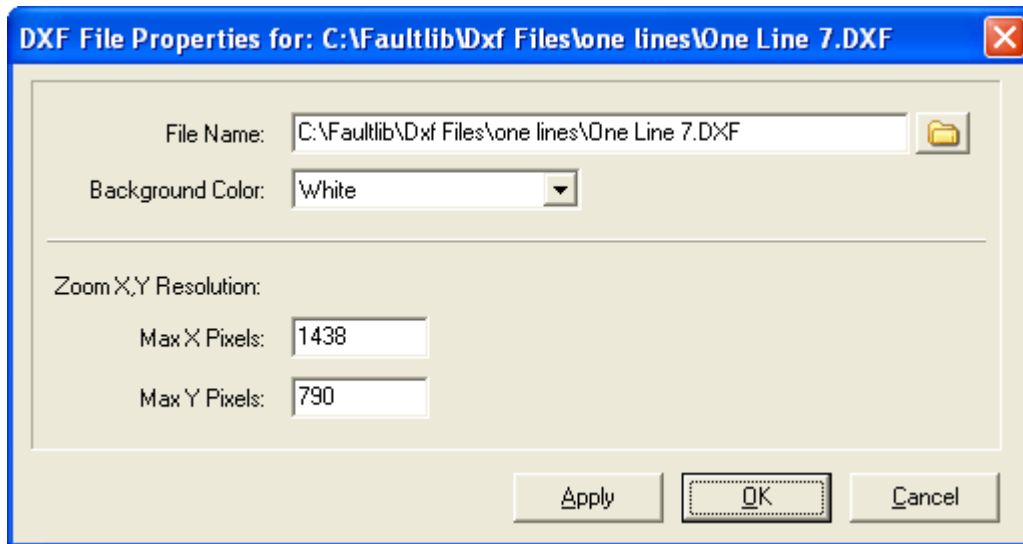 DXF File Properties for: C:\Faultlib\Dxf Files\one lines\One Line 7.DXF
File Name: C:\Faultlib\Dxf Files\one lines\One Line 7.DXF
Background Color: White
Zoom X,Y Resolution:
Max X Pixels: 1438
Max Y Pixels: 790
Apply OK Cancel